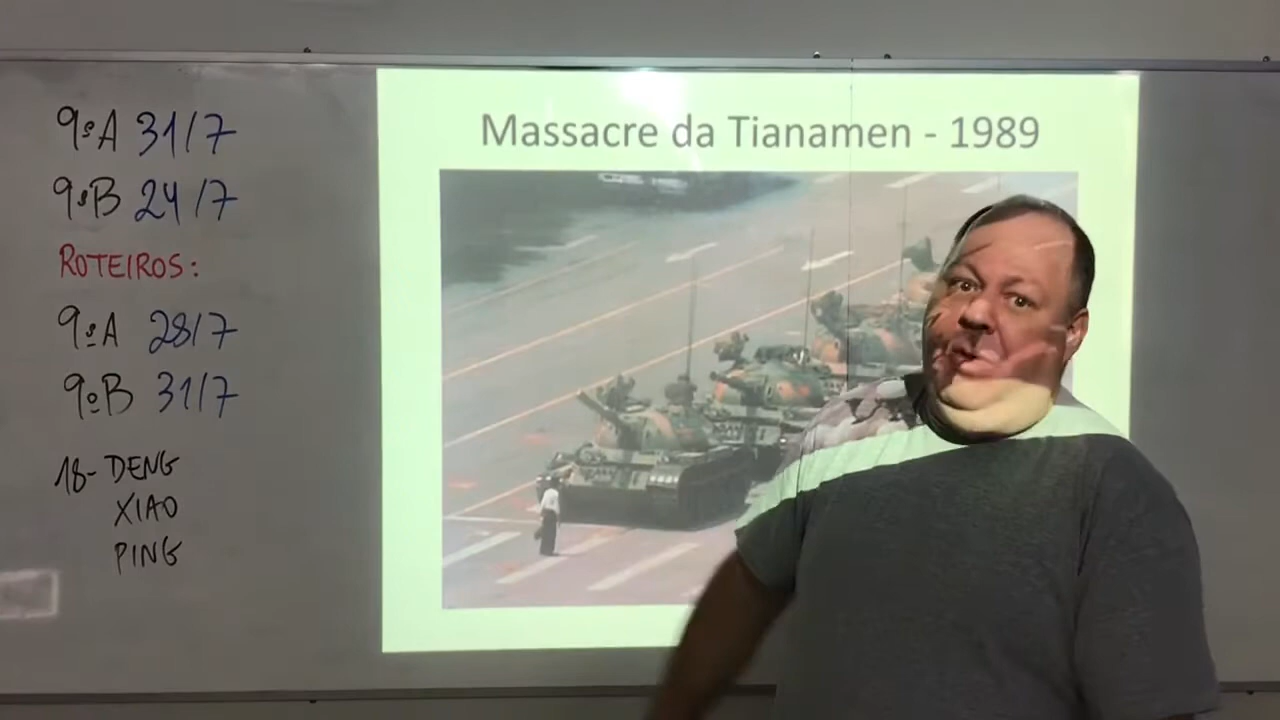 9ºA 31/7
9ºB 24/7
ROTEIROS:
9ºA 28/7
9ºB 31/7
18- DENG
XIAO
PING
Massacre da Tianamen - 1989